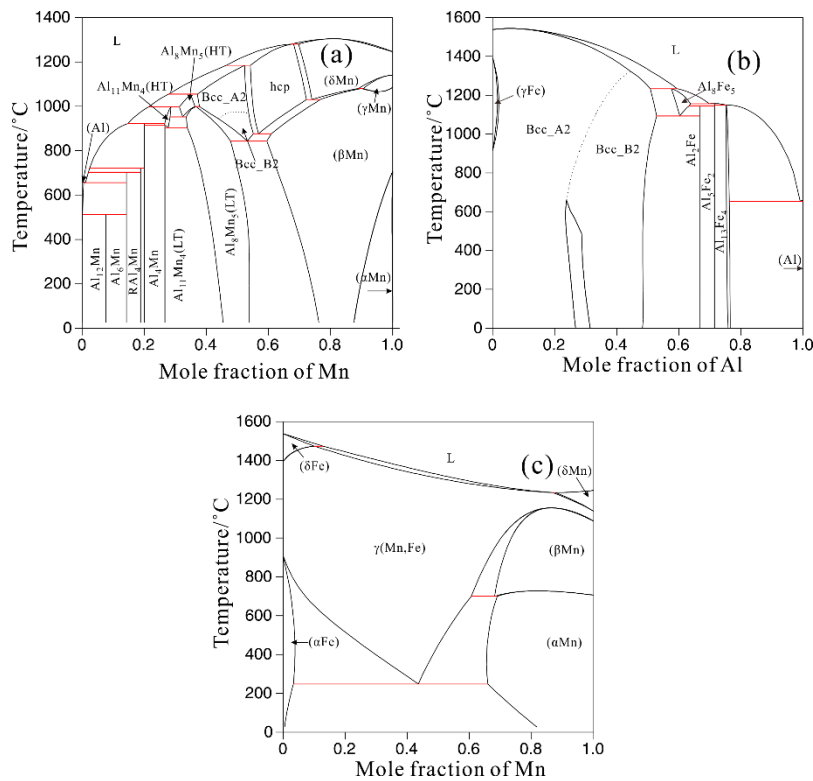 1400
1200
1000
800
600
400
200
0
Temperature/°C
0
0.2
0.4
0.6
0.8
1.0
Mole fraction of Mn
L
(a)
Al₈Mn₅(HT)
Al₁₁Mn₄(HT)
Bcc_A2
hcp
(δMn)
(γMn)
(Al)
Bcc_B2
(βMn)
Al₁₂Mn
Al₆Mn
RAl₄Mn
Al₄Mn
Al₁₁Mn₄(LT)
Al₈Mn₅(LT)
(αMn)
1600
1400
1200
1000
800
600
400
200
0
Temperature/°C
0
0.2
0.4
0.6
0.8
1.0
Mole fraction of Al
L
(b)
(γFe)
Al₈Fe₅
Bcc_A2
Bcc_B2
Al₂Fe
Al₅Fe₂
Al₁₃Fe₄
(Al)
1600
1400
1200
1000
800
600
400
200
0
Temperature/°C
0
0.2
0.4
0.6
0.8
1.0
Mole fraction of Mn
L
(c)
(δFe)
(δMn)
γ(Mn,Fe)
(βMn)
(αFe)
(αMn)